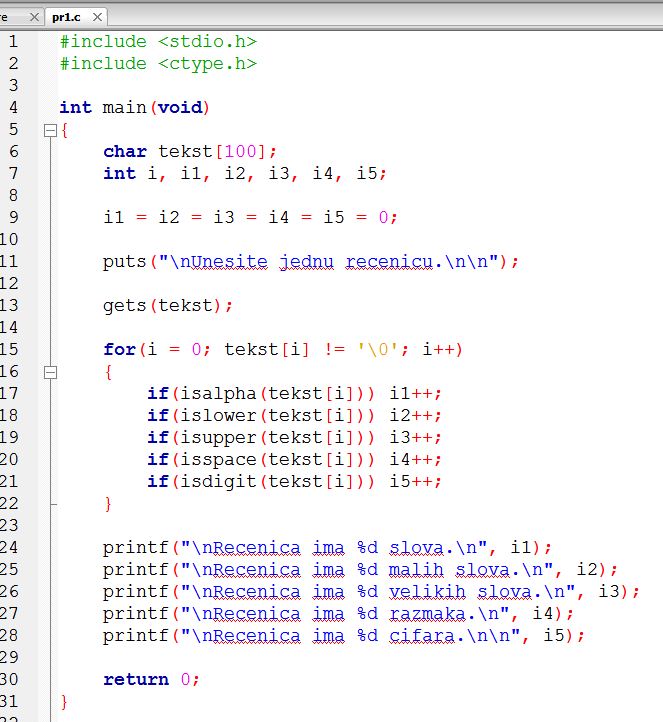 re pr1.c
1 #include <stdio.h>
2 #include <ctype.h>
3
4 int main(void)
5 {
6 char tekst[100];
7 int i, i1, i2, i3, i4, i5;
8
9 i1 = i2 = i3 = i4 = i5 = 0;
10
11 puts("\nUnesite jednu recenicu.\n\n");
12
13 gets(tekst);
14
15 for(i = 0; tekst[i] != '\0'; i++)
16 {
17 if(isalpha(tekst[i])) i1++;
18 if(islower(tekst[i])) i2++;
19 if(isupper(tekst[i])) i3++;
20 if(isspace(tekst[i])) i4++;
21 if(isdigit(tekst[i])) i5++;
22 }
23
24 printf("\nRecenica ima %d slova.\n", i1);
25 printf("\nRecenica ima %d malih slova.\n", i2);
26 printf("\nRecenica ima %d velikih slova.\n", i3);
27 printf("\nRecenica ima %d razmaka.\n", i4);
28 printf("\nRecenica ima %d cifara.\n\n", i5);
29
30 return 0;
31 }